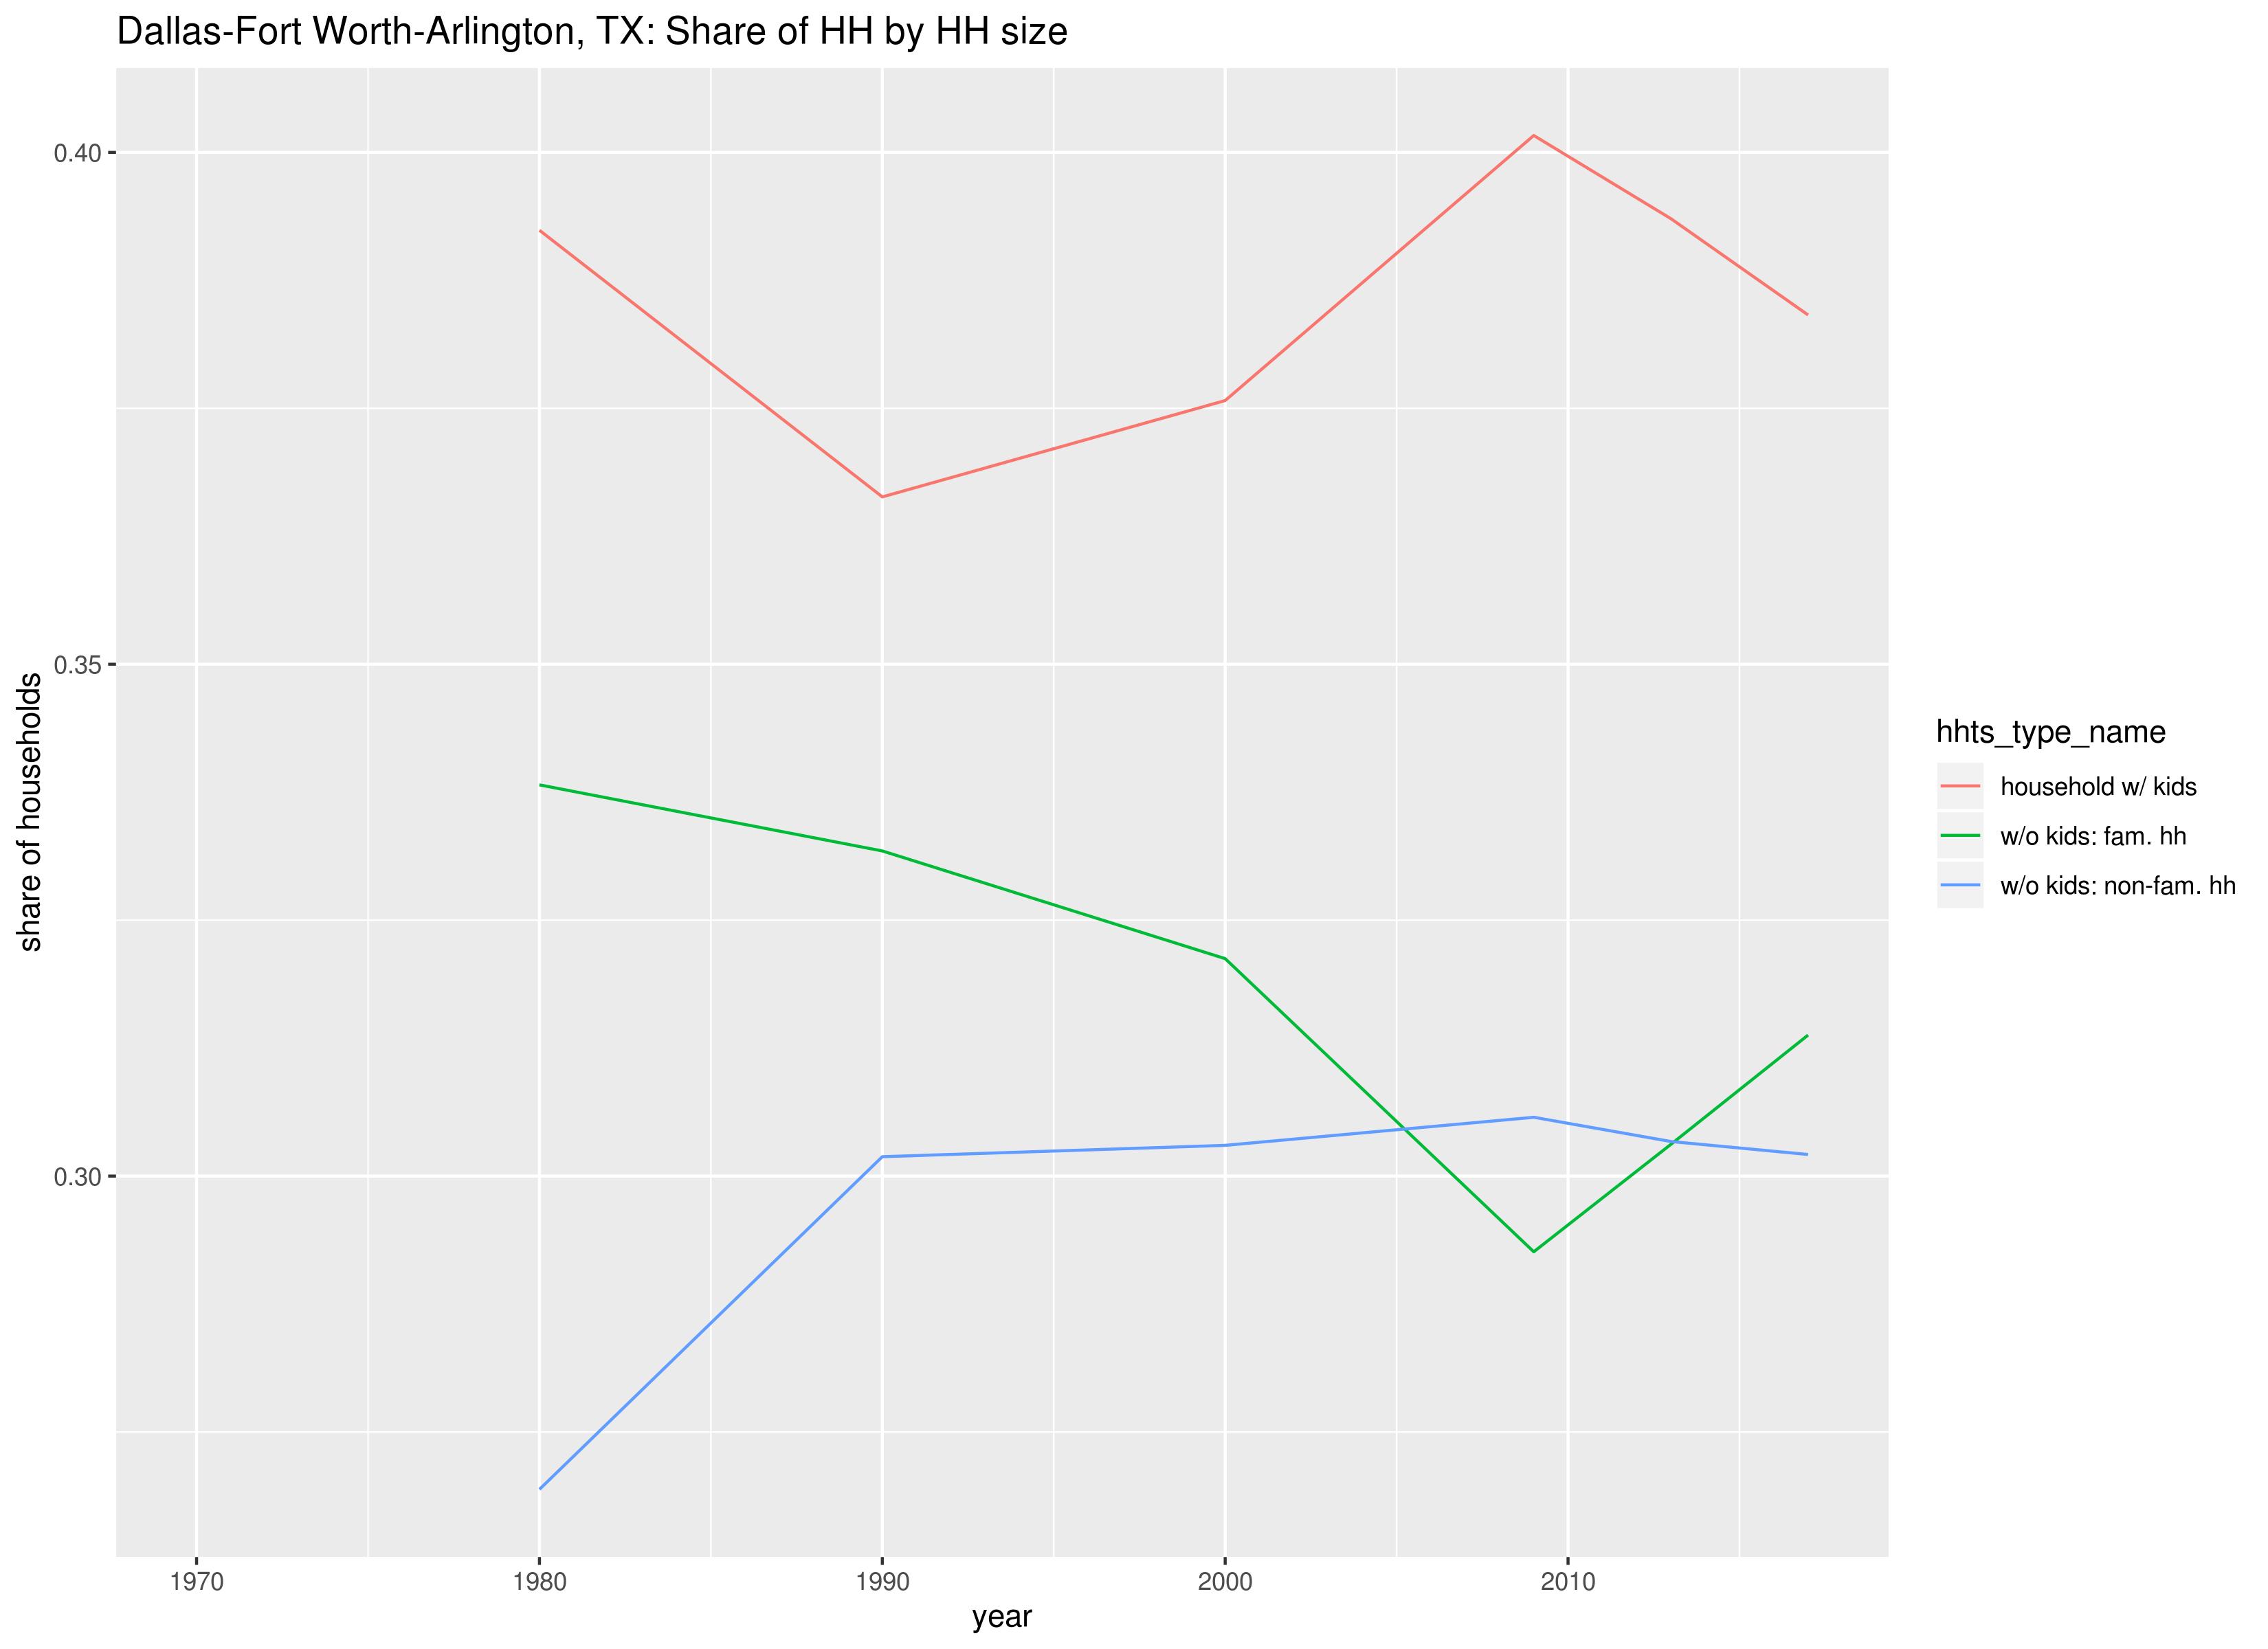 Dallas-Fort Worth-Arlington, TX: Share of HH by HH size
0.40
0.35
0.30
share of households
1970 1980 1990 2000 2010
year
hhts_type_name
household w/ kids
w/o kids: fam. hh
w/o kids: non-fam. hh